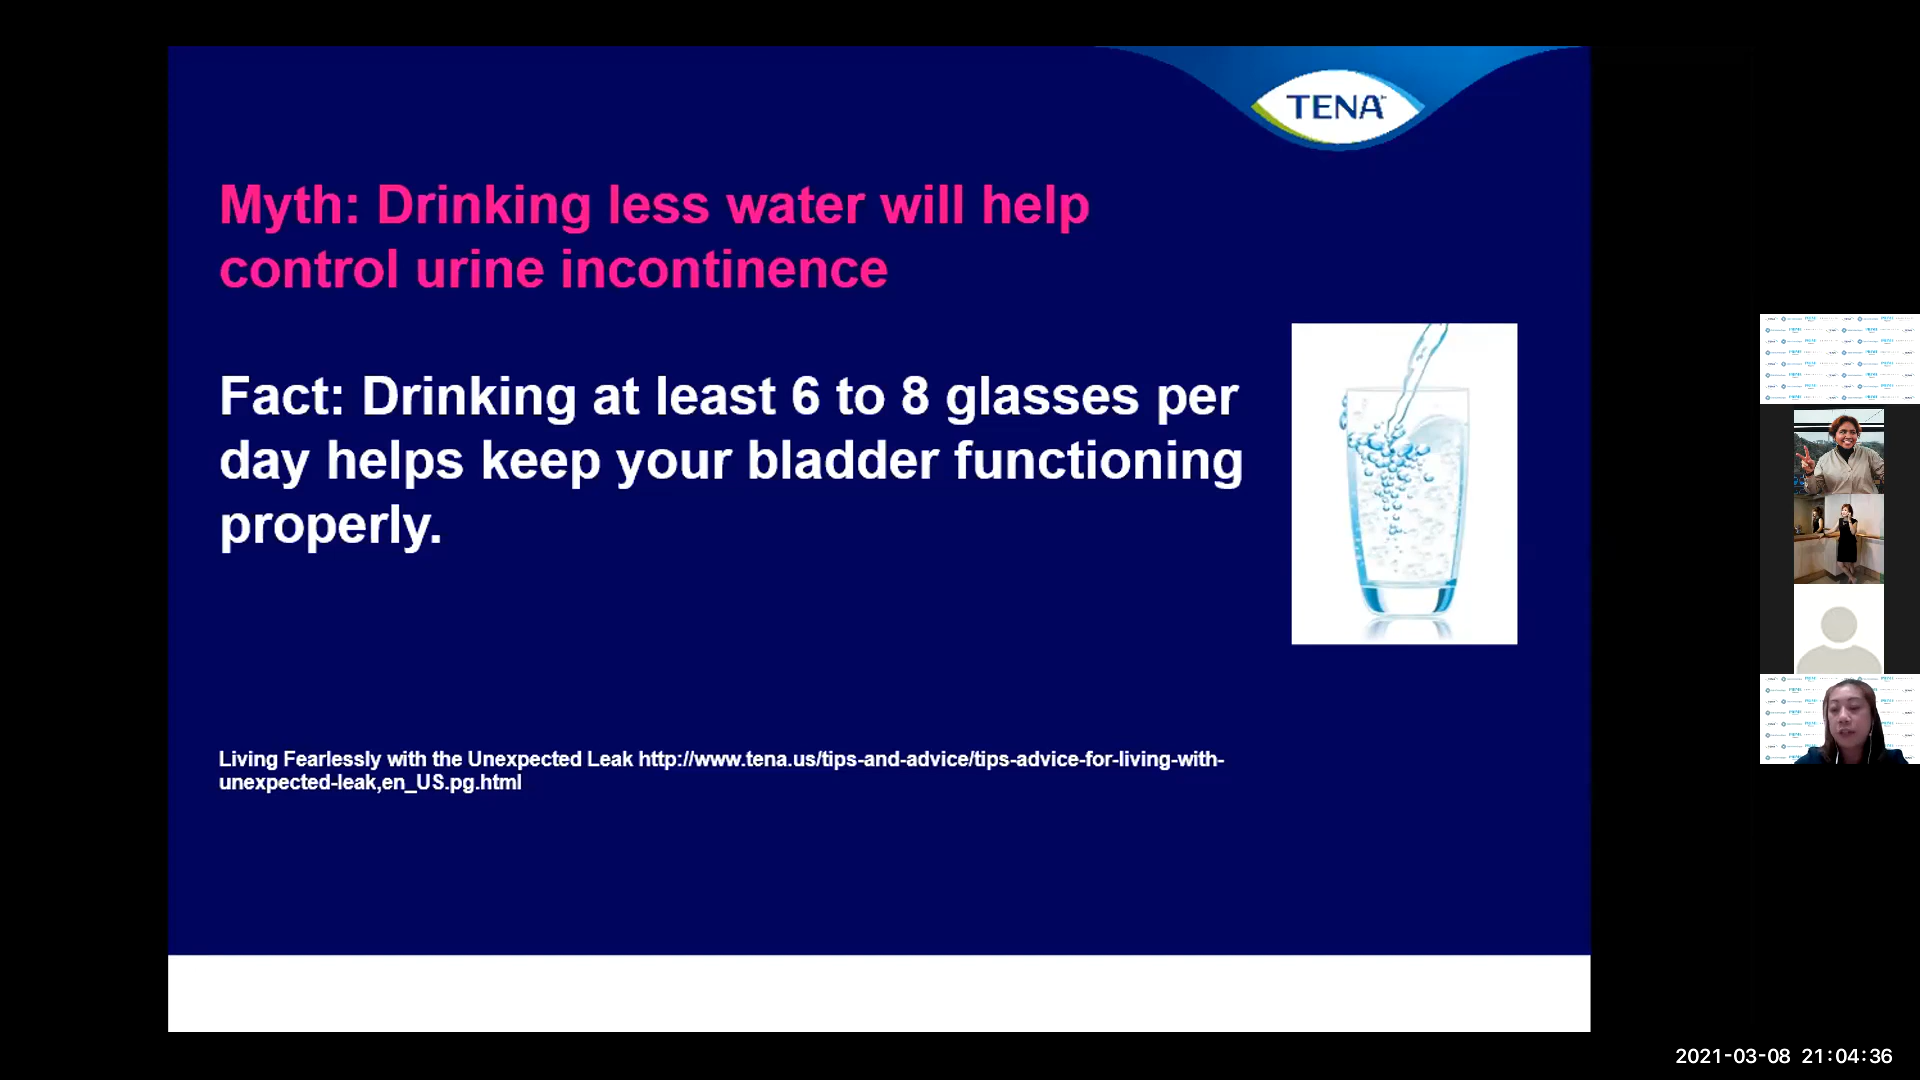 TENA
Myth: Drinking less water will help
control urine incontinence
Fact: Drinking at least 6 to 8 glasses per
day helps keep your bladder functioning
properly.
Living Fearlessly with the Unexpected Leak http://www.tena.us/tips-and-advice/tips-advice-for-living-with-
unexpected-leak,en_US.pg.html
2021-03-08 21:04:36